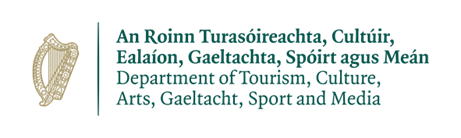 An Roinn Turasóireachta, Cultúir,
Ealaíon, Gaeltachta, Spóirt agus Meán
Department of Tourism, Culture,
Arts, Gaeltacht, Sport and Media